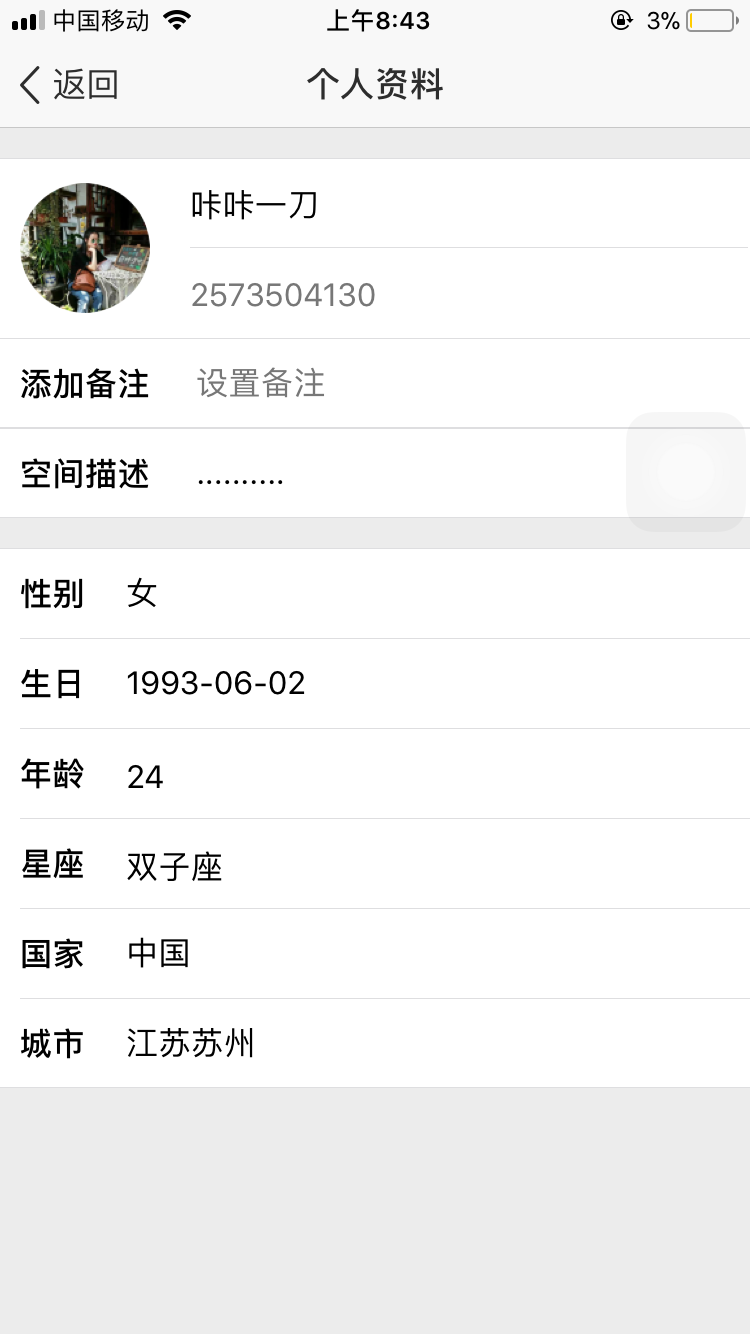 中国移动 上午8:43 3%
返回 个人资料
咔咔一刀
2573504130
添加备注 设置备注
空间描述 ..........
性别 女
生日 1993-06-02
年龄 24
星座 双子座
国家 中国
城市 江苏苏州